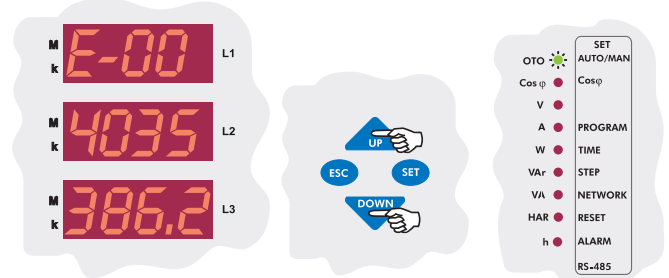 M
k
E-00
L1
M
k
4035
L2
M
k
386.2
L3
UP
ESC
SET
DOWN
SET
OTO AUTO/MAN
Cos φ Cosφ
V
A PROGRAM
W TIME
VAr STEP
VA NETWORK
HAR RESET
h ALARM
RS-485